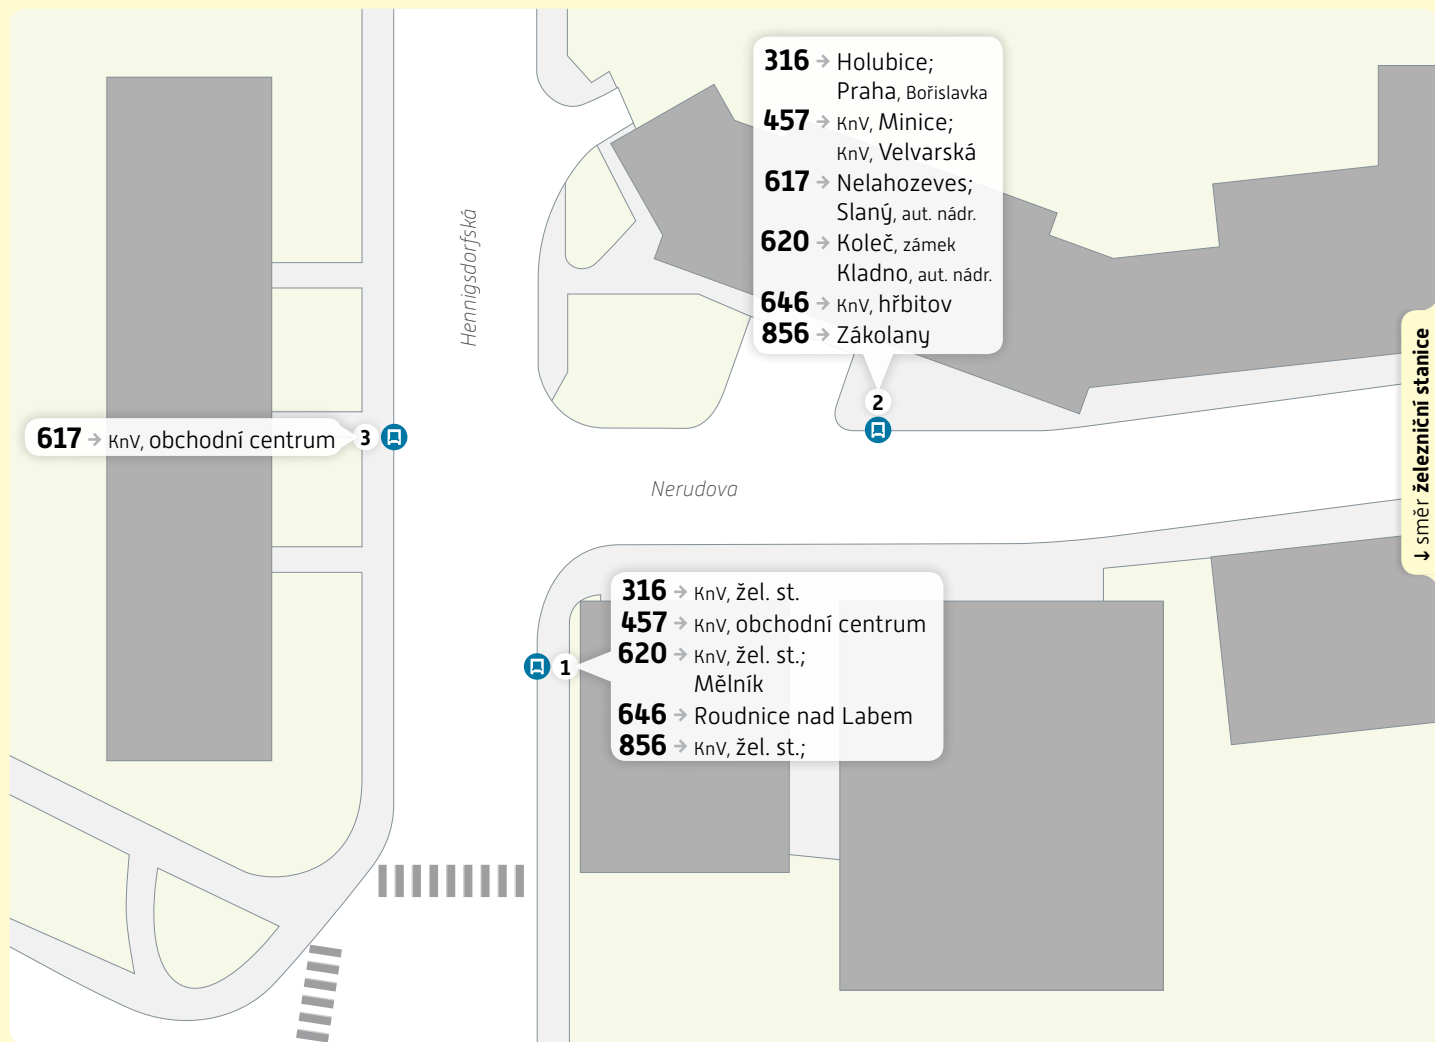 316 → Holubice;
Praha, Bořislavka
457 → KnV, Minice;
KnV, Velvarská
617 → Nelahozeves;
Slaný, aut. nádr.
620 → Koleč, zámek
Kladno, aut. nádr.
646 → KnV, hřbitov
856 → Zákolany
2
Hennigsdorfská
↓ směr železniční stanice
617 → KnV, obchodní centrum
3
Nerudova
316 → KnV, žel. st.
457 → KnV, obchodní centrum
620 → KnV, žel. st.;
Mělník
646 → Roudnice nad Labem
856 → KnV, žel. st.;
1